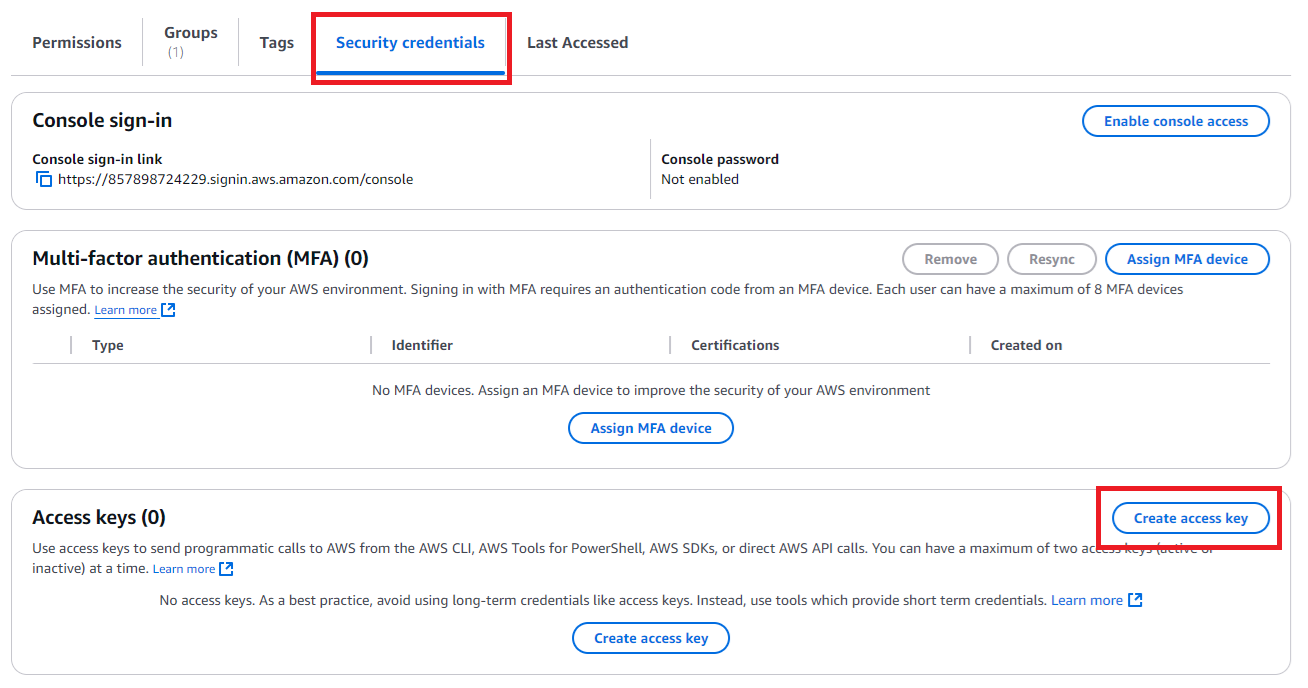 Permissions
Groups
(1)
Tags
Security credentials
Last Accessed
Console sign-in
Enable console access
Console sign-in link
https://857898724229.signin.aws.amazon.com/console
Console password
Not enabled
Multi-factor authentication (MFA) (0)
Remove
Resync
Assign MFA device
Use MFA to increase the security of your AWS environment. Signing in with MFA requires an authentication code from an MFA device. Each user can have a maximum of 8 MFA devices
assigned. Learn more
Type
Identifier
Certifications
Created on
No MFA devices. Assign an MFA device to improve the security of your AWS environment
Assign MFA device
Access keys (0)
Create access key
Use access keys to send programmatic calls to AWS from the AWS CLI, AWS Tools for PowerShell, AWS SDKs, or direct AWS API calls. You can have a maximum of two access keys (active or
inactive) at a time. Learn more
No access keys. As a best practice, avoid using long-term credentials like access keys. Instead, use tools which provide short term credentials. Learn more
Create access key